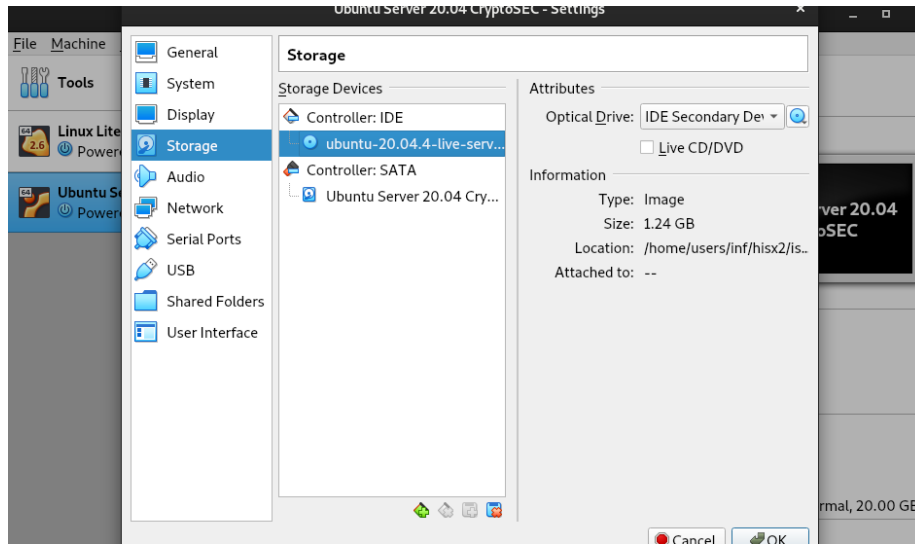 Ubuntu Server 20.04 CryptoSEC - Settings
File Machine
Tools
64
2.6
Linux Lite
Power
64
Ubuntu Se
Power
General
System
Display
Storage
Audio
Network
Serial Ports
USB
Shared Folders
User Interface
Storage
Storage Devices
Controller: IDE
ubuntu-20.04.4-live-serv...
Controller: SATA
Ubuntu Server 20.04 Cry...
Attributes
Optical Drive: IDE Secondary Dev
Live CD/DVD
Information
Type: Image
Size: 1.24 GB
Location: /home/users/inf/hisx2/is...
Attached to: --
Cancel
OK
ver 20.04
oSEC
rmal, 20.00 GB